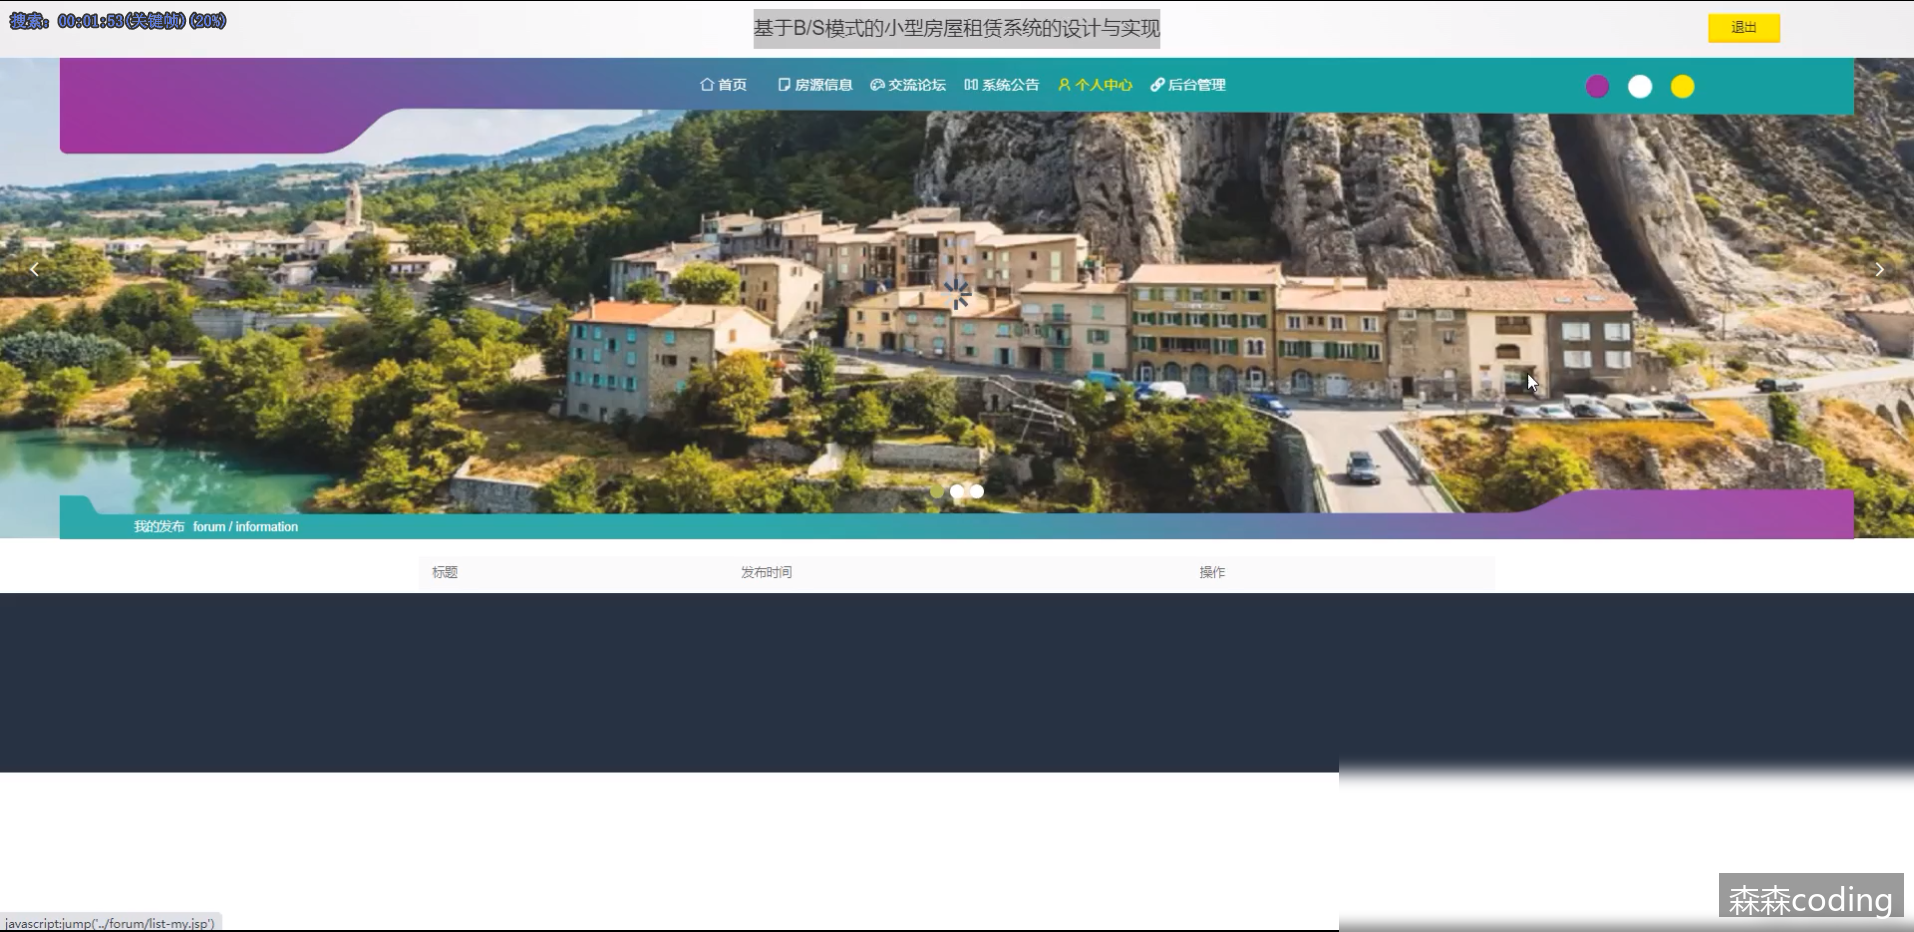 搜索: 00:01:53(关键帧)(20%)
基于B/S模式的小型房屋租赁系统的设计与实现
退出
首页 房源信息 交流论坛 系统公告 个人中心 后台管理
我的发布 forum / information
标题 发布时间 操作
森森coding
javascript:jump('../forum/list-my.jsp')